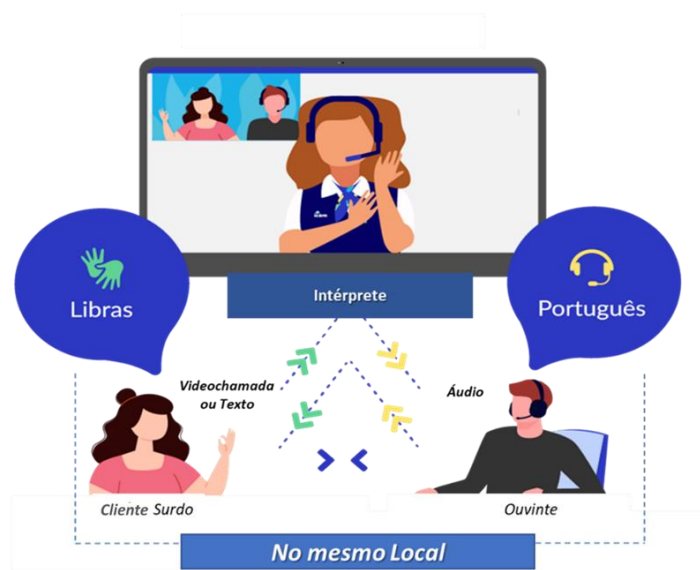 Intérprete
Libras
Português
Videochamada
ou Texto
Áudio
Cliente Surdo
Ouvinte
No mesmo Local